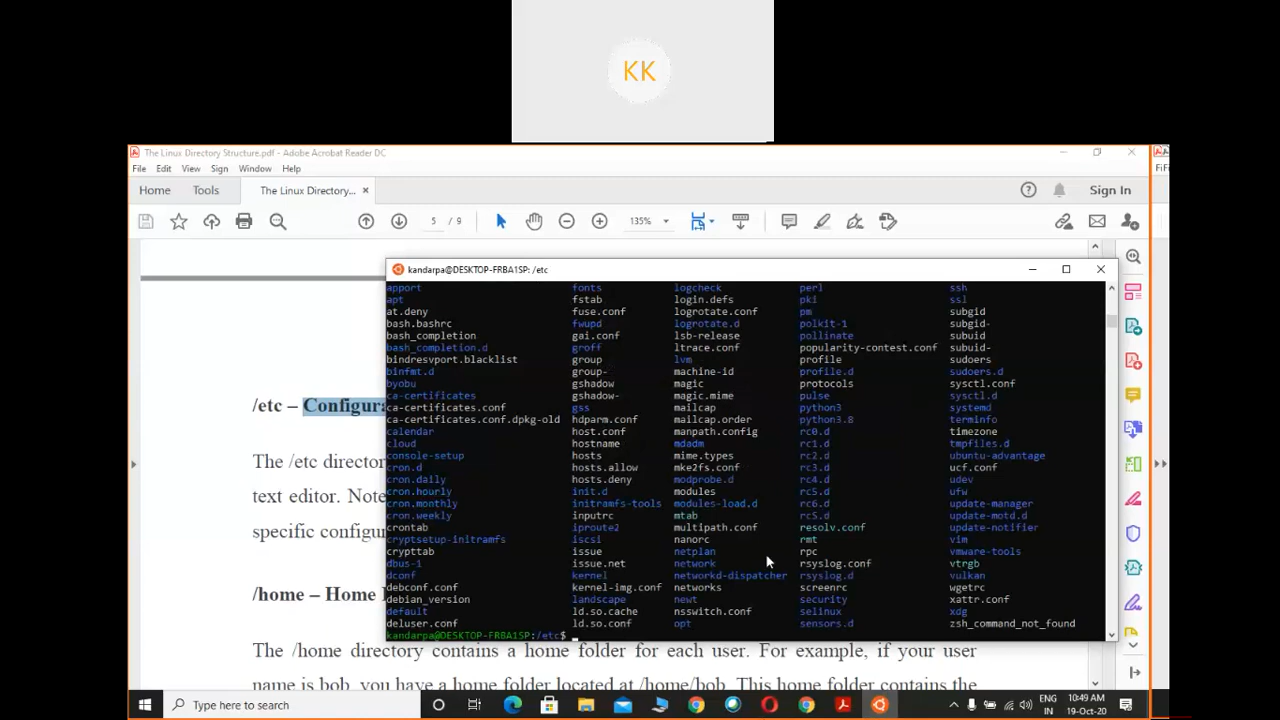 KK
The Linux Directory Structure.pdf - Adobe Acrobat Reader DC
File Edit View Sign Window Help
FiFi
Home Tools The Linux Directory... × Sign In
5 / 9 135%
kandarpa@DESKTOP-FRBA1SP: /etc
apport fonts logcheck perl ssh
apt fstab login.defs pki ssl
at.deny fuse.conf logrotate.conf pm subgid
bash.bashrc fwupd logrotate.d polkit-1 subgid-
bash_completion gai.conf lsb-release pollinate subuid
bash_completion.d groff ltrace.conf popularity-contest.conf subuid-
bindresvport.blacklist group lvm profile sudoers
binfmt.d group- machine-id profile.d sudoers.d
byobu gshadow magic protocols sysctl.conf
ca-certificates gshadow- magic.mime pulse sysctl.d
ca-certificates.conf gss mailcap python3 systemd
ca-certificates.conf.dpkg-old hdparm.conf mailcap.order python3.8 terminfo
calendar host.conf manpath.config rc0.d timezone
cloud hostname mdadm rc1.d tmpfiles.d
console-setup hosts mime.types rc2.d ubuntu-advantage
cron.d hosts.allow mke2fs.conf rc3.d ucf.conf
cron.daily hosts.deny modprobe.d rc4.d udev
cron.hourly init.d modules rc5.d ufw
cron.monthly initramfs-tools modules-load.d rc6.d update-manager
cron.weekly inputrc mtab rcS.d update-motd.d
crontab iproute2 multipath.conf resolv.conf update-notifier
cryptsetup-initramfs iscsi nanorc rmt vim
crypttab issue netplan rpc vmware-tools
dbus-1 issue.net network rsyslog.conf vtrgb
dconf kernel networkd-dispatcher rsyslog.d vulkan
debconf.conf kernel-img.conf networks screenrc wgetrc
debian_version landscape newt security xattr.conf
default ld.so.cache nsswitch.conf selinux xdg
deluser.conf ld.so.conf opt sensors.d zsh_command_not_found
kandarpa@DESKTOP-FRBA1SP:/etc$
/etc – Configura
The /etc direct
text editor. Note
specific configu
/home – Home
The /home directory contains a home folder for each user. For example, if your user
name is bob, you have a home folder located at /home/bob. This home folder contains the
Type here to search
ENG
IN
10:49 AM
19-Oct-20